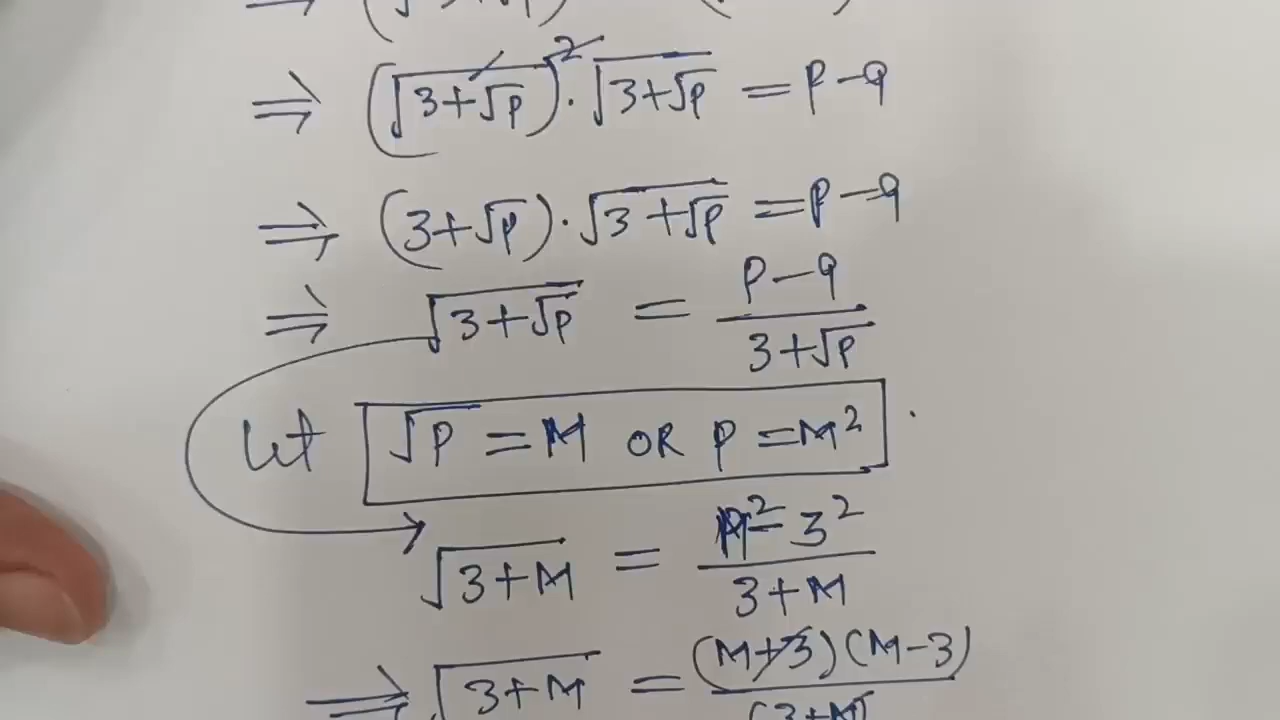 ⇒ (√(3+√P))² · √(3+√P) = P-9
⇒ (3+√P) · √(3+√P) = P-9
⇒ √(3+√P) = (P-9)/(3+√P)
Let √P = M OR P = M² .
√(3+M) = (M²-3²)/(3+M)
⇒ √(3+M) = (M+3)(M-3)/(3+M)